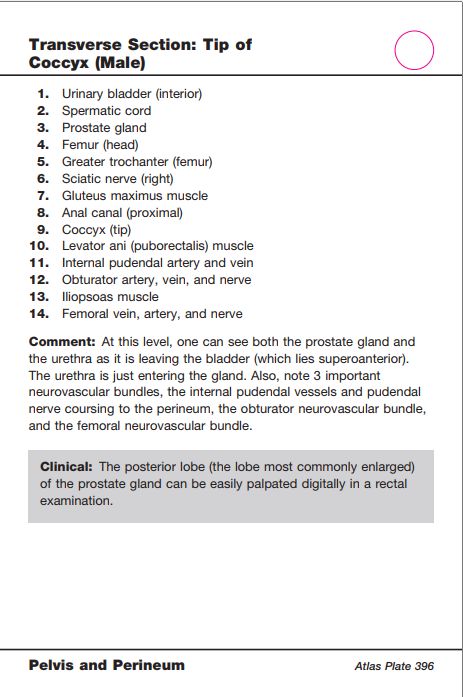 Transverse Section: Tip of
Coccyx (Male)
1. Urinary bladder (interior)
2. Spermatic cord
3. Prostate gland
4. Femur (head)
5. Greater trochanter (femur)
6. Sciatic nerve (right)
7. Gluteus maximus muscle
8. Anal canal (proximal)
9. Coccyx (tip)
10. Levator ani (puborectalis) muscle
11. Internal pudendal artery and vein
12. Obturator artery, vein, and nerve
13. Iliopsoas muscle
14. Femoral vein, artery, and nerve
Comment: At this level, one can see both the prostate gland and
the urethra as it is leaving the bladder (which lies superoanterior).
The urethra is just entering the gland. Also, note 3 important
neurovascular bundles, the internal pudendal vessels and pudendal
nerve coursing to the perineum, the obturator neurovascular bundle,
and the femoral neurovascular bundle.
Clinical: The posterior lobe (the lobe most commonly enlarged)
of the prostate gland can be easily palpated digitally in a rectal
examination.
Pelvis and Perineum
Atlas Plate 396